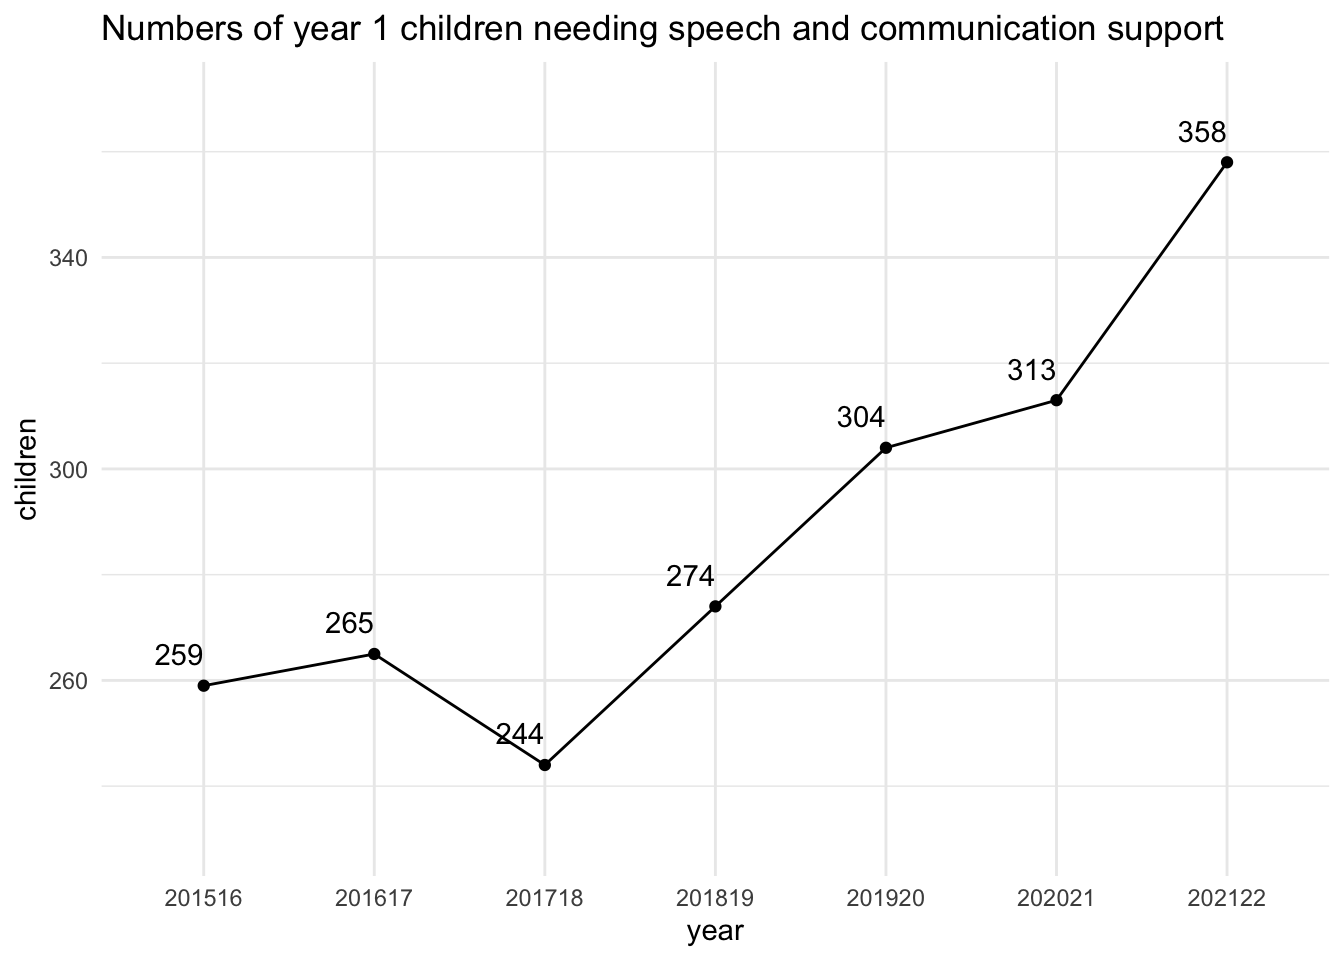 Numbers of year 1 children needing speech and communication support
358
340
313
304
300
children
274
265
259
260
244
201516 201617 201718 201819 201920 202021 202122
year